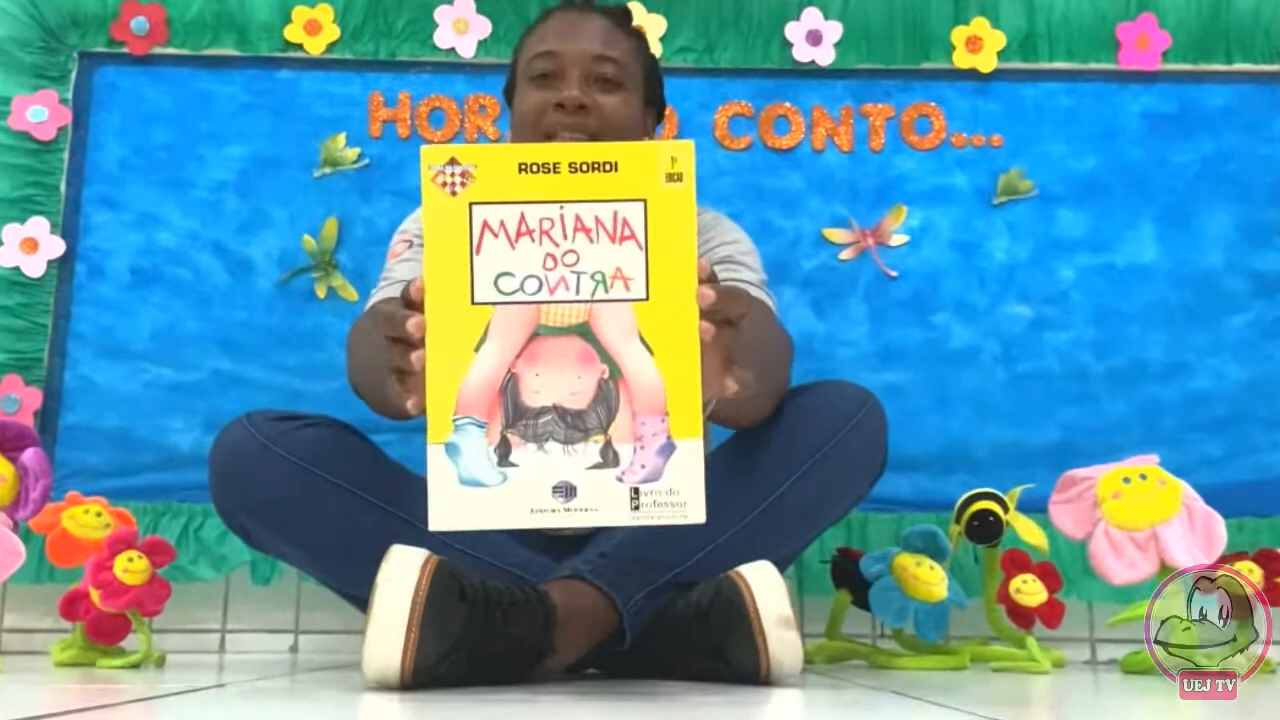 HOR O CONTO...
ROSE SORDI
1ª
EDIÇÃO
MARIANA
DO
CONTRA
EDITORA MODERNA
Livro do
Professor
UEJ TV